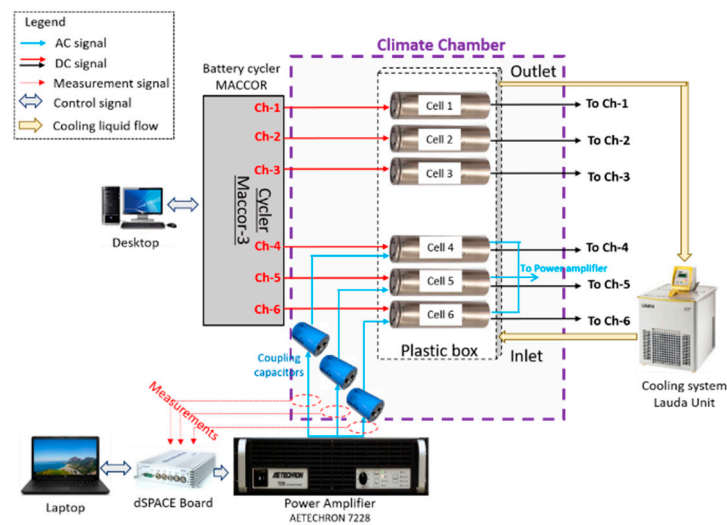 Legend
AC signal
DC signal
Measurement signal
Control signal
Cooling liquid flow
Climate Chamber
Battery cycler
MACCOR
Outlet
Ch-1
Cell 1
To Ch-1
Ch-2
Cell 2
To Ch-2
Ch-3
Cell 3
To Ch-3
Cycler
Maccor-3
Desktop
Ch-4
Cell 4
To Ch-4
To Power amplifier
Ch-5
Cell 5
To Ch-5
Ch-6
Cell 6
To Ch-6
Plastic box
Inlet
Coupling
capacitors
LAUDA
Cooling system
Lauda Unit
Measurements
AETECHRON
Laptop
dSPACE Board
Power Amplifier
AETECHRON 7228